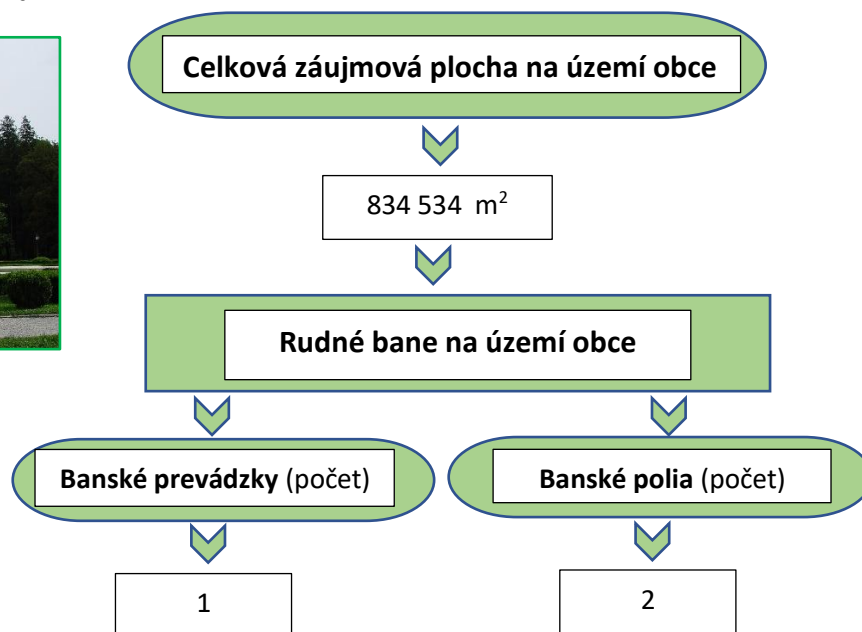 Celková záujmová plocha na území obce
834 534 m²
Rudné bane na území obce
Banské prevádzky (počet)
Banské polia (počet)
1
2